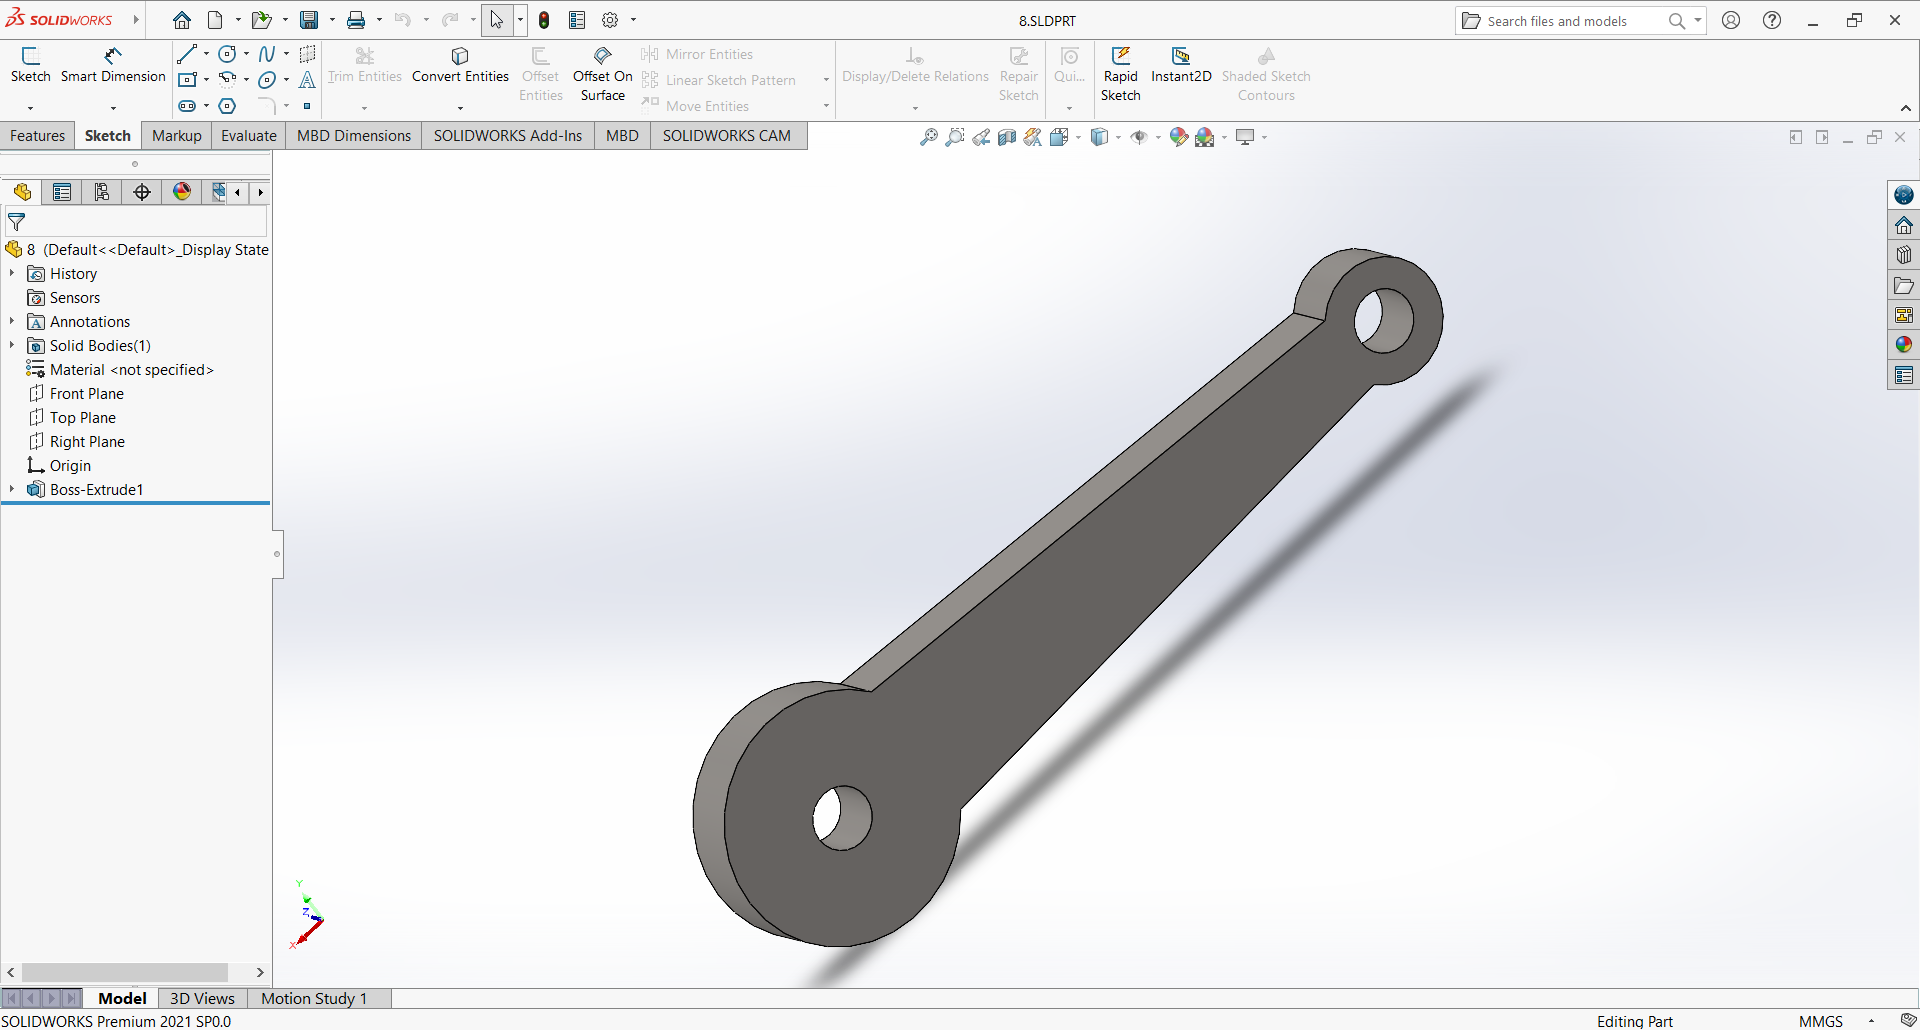 SOLIDWORKS
8.SLDPRT
Search files and models
Sketch
Smart Dimension
Trim Entities
Convert Entities
Offset
Entities
Offset On
Surface
Mirror Entities
Linear Sketch Pattern
Move Entities
Display/Delete Relations
Repair
Sketch
Qui...
Rapid
Sketch
Instant2D
Shaded Sketch
Contours
Features
Sketch
Markup
Evaluate
MBD Dimensions
SOLIDWORKS Add-Ins
MBD
SOLIDWORKS CAM
8 (Default<<Default>_Display State
History
Sensors
Annotations
Solid Bodies(1)
Material <not specified>
Front Plane
Top Plane
Right Plane
Origin
Boss-Extrude1
Y
Z
X
Model
3D Views
Motion Study 1
SOLIDWORKS Premium 2021 SP0.0
Editing Part
MMGS